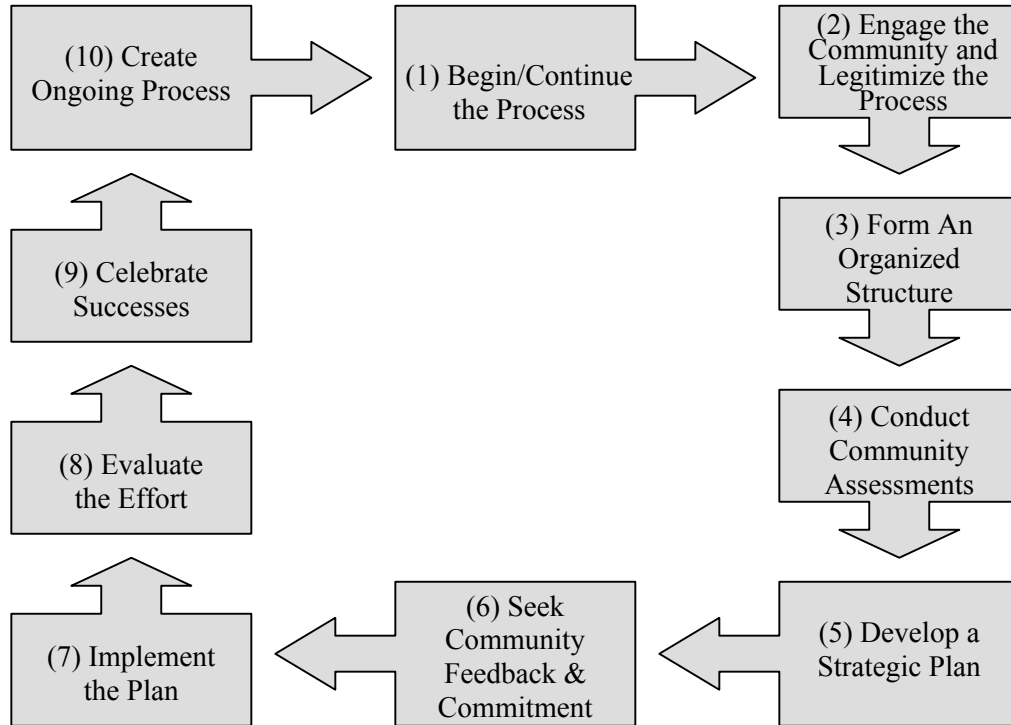 (10) Create
Ongoing Process
(1) Begin/Continue
the Process
(2) Engage the
Community and
Legitimize the
Process
(3) Form An
Organized
Structure
(4) Conduct
Community
Assessments
(5) Develop a
Strategic Plan
(6) Seek
Community
Feedback &
Commitment
(7) Implement
the Plan
(8) Evaluate
the Effort
(9) Celebrate
Successes